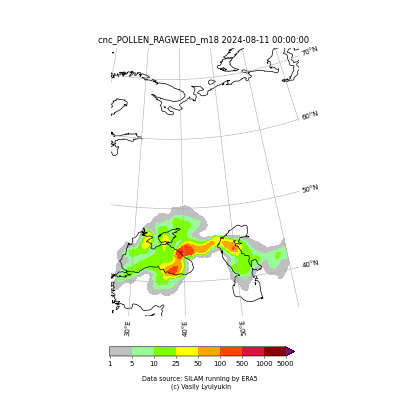 cnc_POLLEN_RAGWEED_m18 2024-08-11 00:00:00
70°N
60°N
50°N
40°N
30°E
40°E
50°E
1 5 10 25 50 100 500 1000 5000
Data source: SILAM running by ERA5
(c) Vasily Lyulyukin